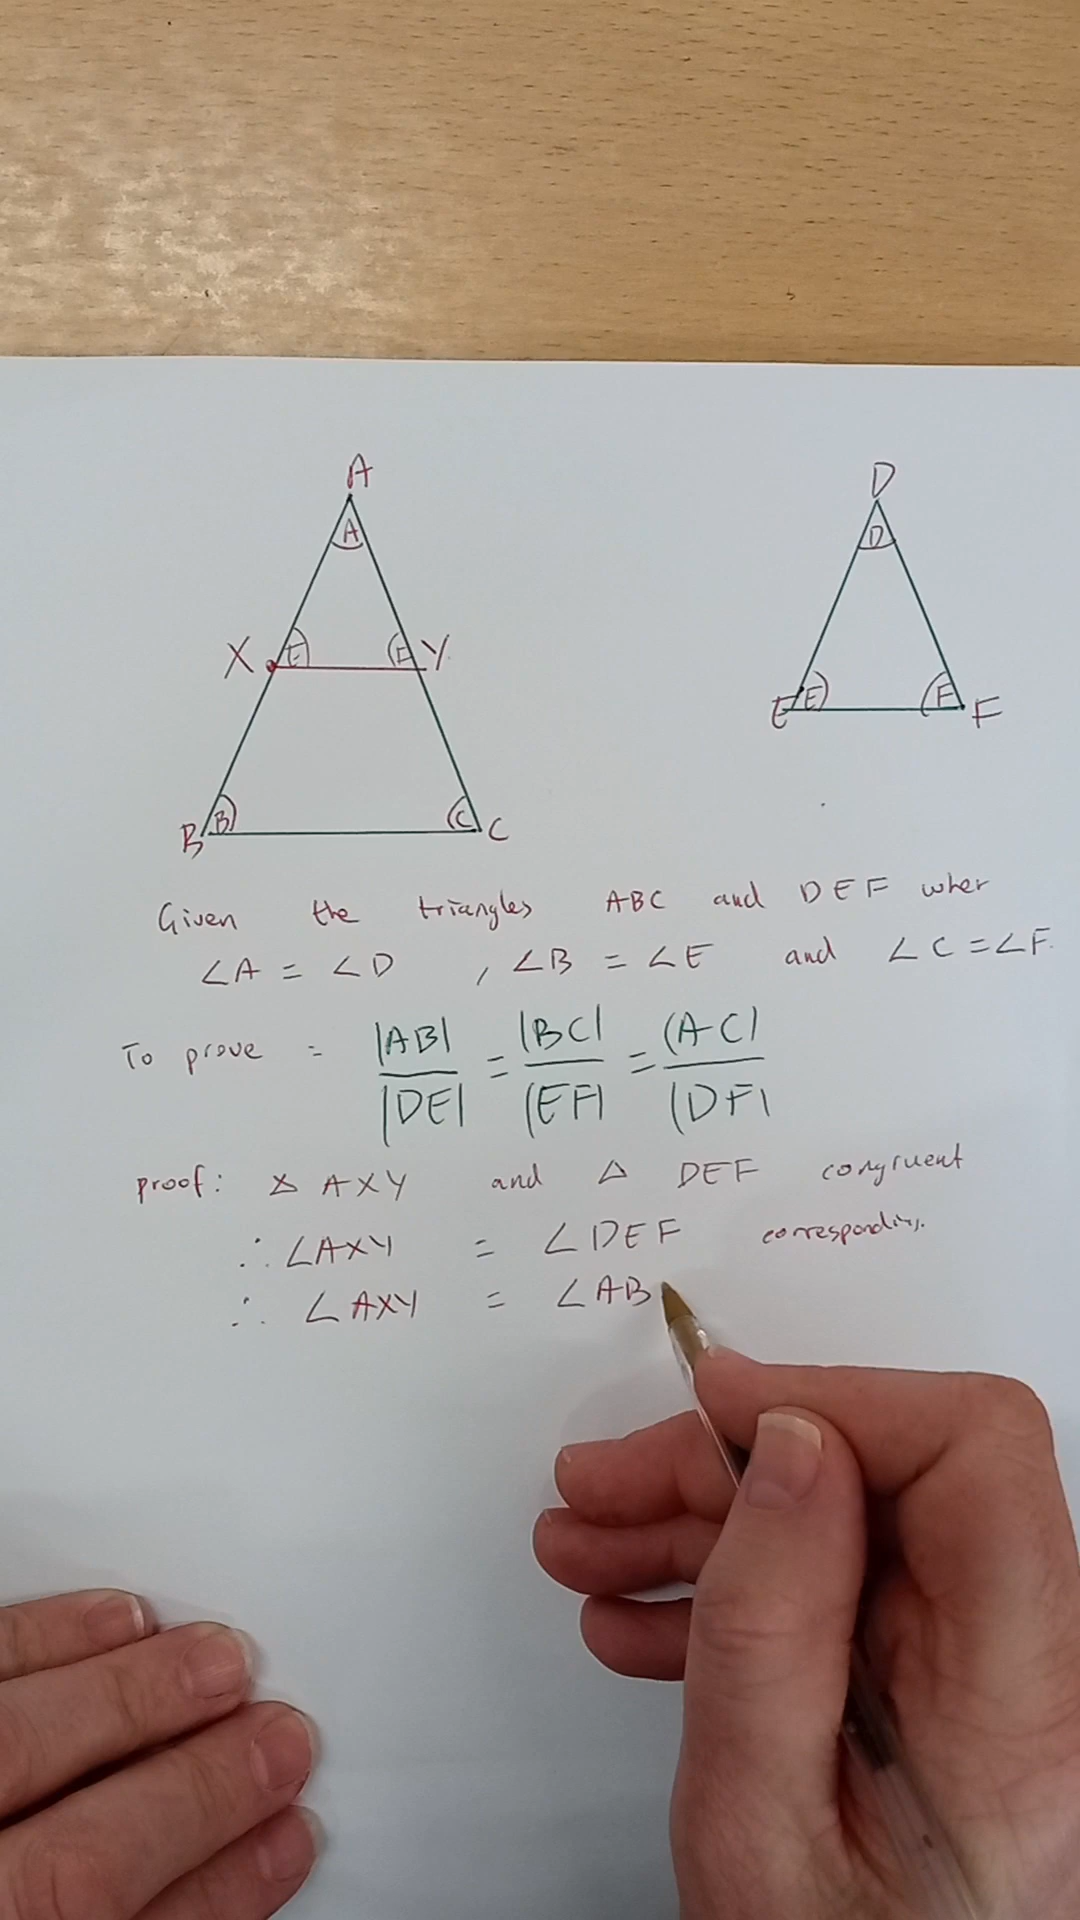 A
A
X E E Y
B B C C
D
D
E E F F
Given the triangles ABC and DEF wher
∠A = ∠D , ∠B = ∠E and ∠C = ∠F.
To prove = |AB|/|DE| = |BC|/|EF| = |AC|/|DF|
proof: △ AXY and △ DEF congruent
∴ ∠AXY = ∠DEF corresponding.
∴ ∠AXY = ∠AB